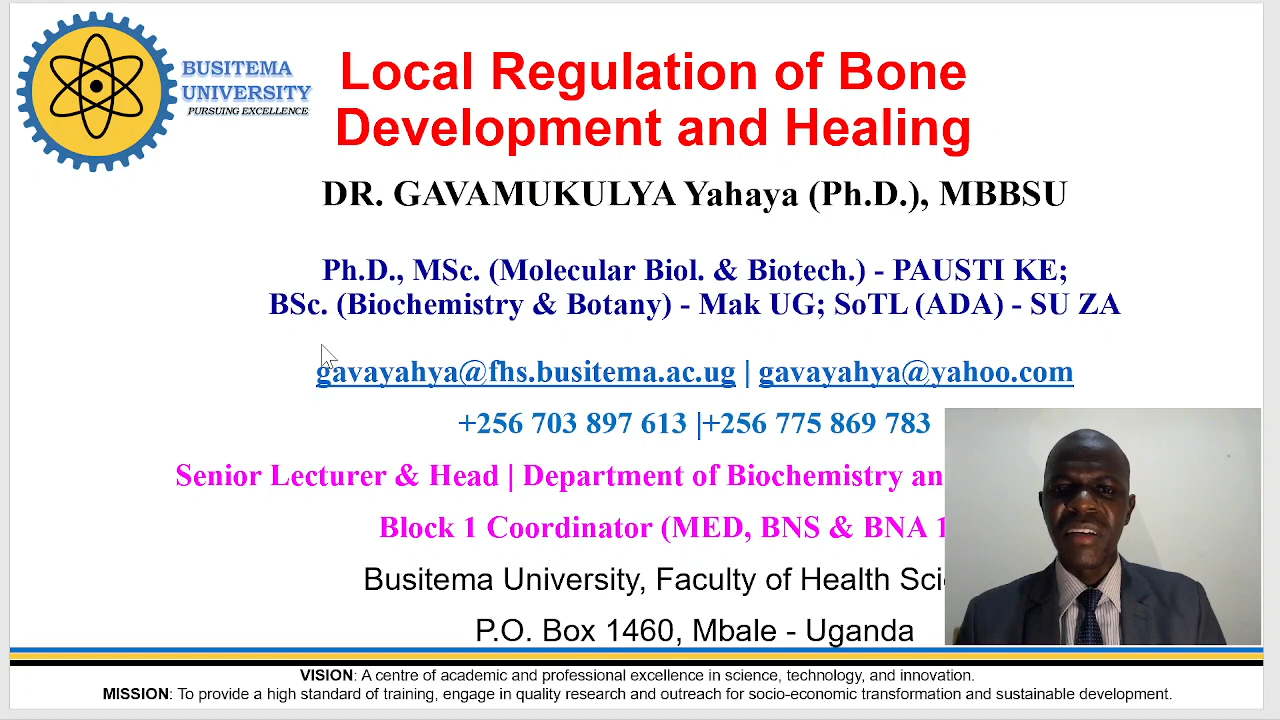 BUSITEMA
UNIVERSITY
PURSUING EXCELLENCE
Local Regulation of Bone
Development and Healing
DR. GAVAMUKULYA Yahaya (Ph.D.), MBBSU
Ph.D., MSc. (Molecular Biol. & Biotech.) - PAUSTI KE;
BSc. (Biochemistry & Botany) - Mak UG; SoTL (ADA) - SU ZA
gavayahya@fhs.busitema.ac.ug | gavayahya@yahoo.com
+256 703 897 613 |+256 775 869 783
Senior Lecturer & Head | Department of Biochemistry an
Block 1 Coordinator (MED, BNS & BNA 1
Busitema University, Faculty of Health Sci
P.O. Box 1460, Mbale - Uganda
VISION: A centre of academic and professional excellence in science, technology, and innovation.
MISSION: To provide a high standard of training, engage in quality research and outreach for socio-economic transformation and sustainable development.